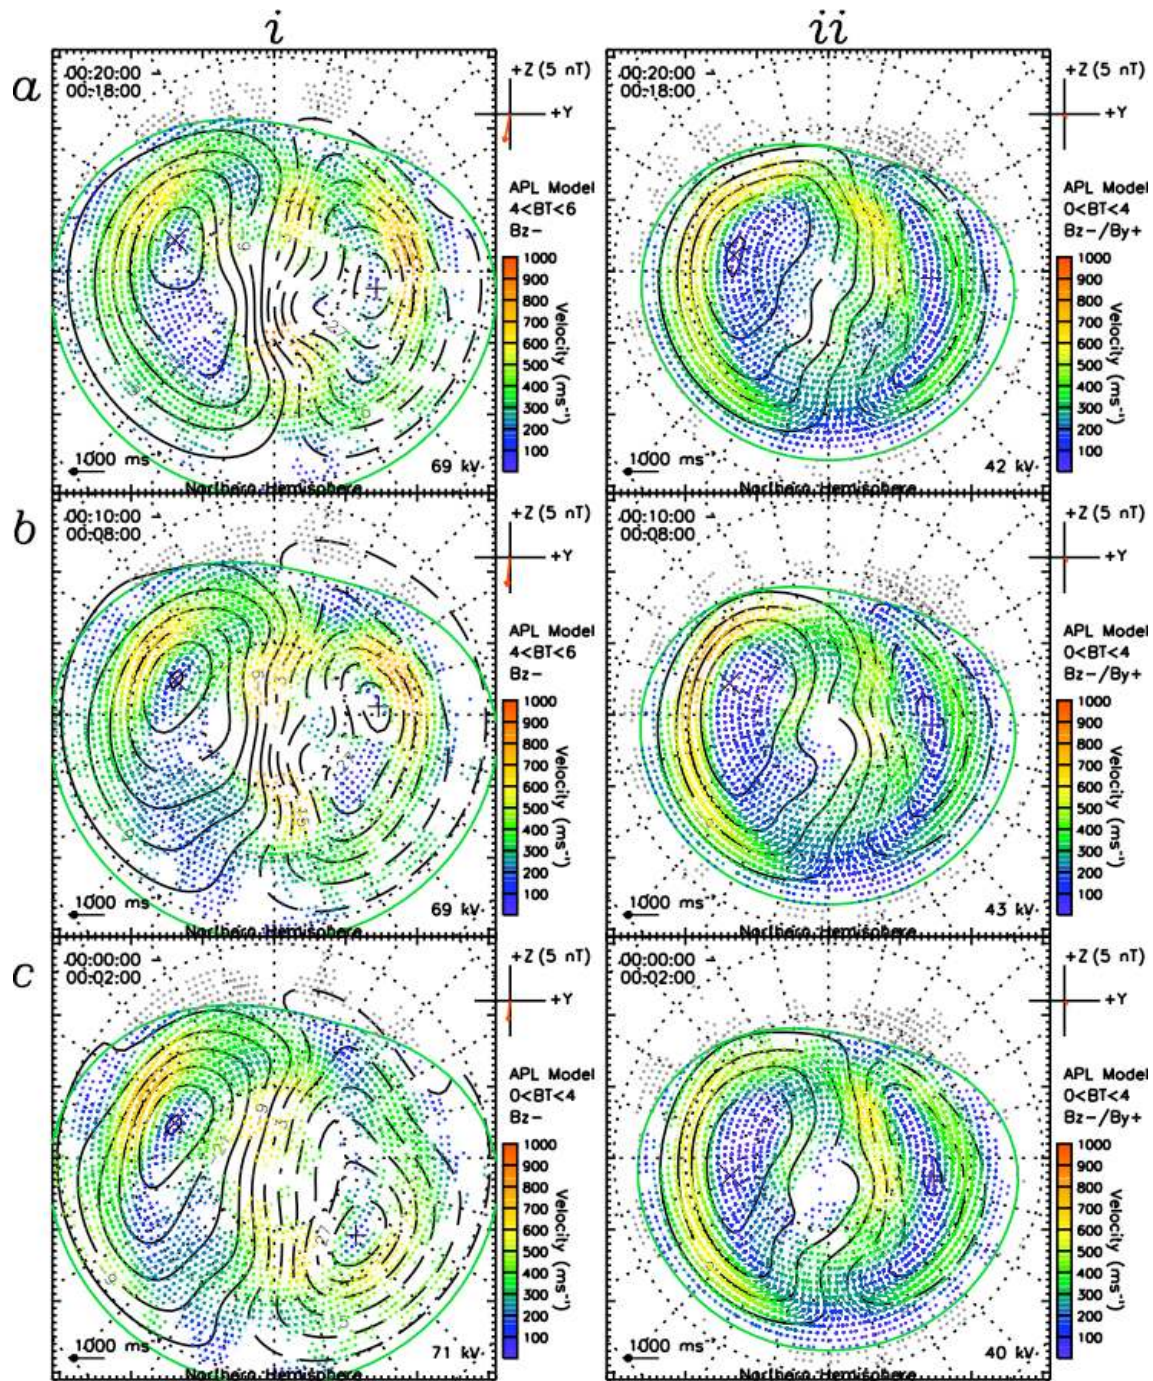 i
ii
a
00:20:00
00:18:00
+Z (5 nT)
+Y
APL Model
4<BT<6
Bz-
1000
900
800
700
600
500
400
300
200
100
Velocity (ms⁻¹)
1000 ms
69 kV
Northern Hemisphere
00:20:00
00:18:00
+Z (5 nT)
+Y
APL Model
0<BT<4
Bz-/By+
1000
900
800
700
600
500
400
300
200
100
Velocity (ms⁻¹)
1000 ms
42 kV
Northern Hemisphere
b
00:10:00
00:08:00
+Z (5 nT)
+Y
APL Model
4<BT<6
Bz-
1000
900
800
700
600
500
400
300
200
100
Velocity (ms⁻¹)
1000 ms
69 kV
Northern Hemisphere
00:10:00
00:08:00
+Z (5 nT)
+Y
APL Model
0<BT<4
Bz-/By+
1000
900
800
700
600
500
400
300
200
100
Velocity (ms⁻¹)
1000 ms
43 kV
Northern Hemisphere
c
00:00:00
00:02:00
+Z (5 nT)
+Y
APL Model
0<BT<4
Bz-
1000
900
800
700
600
500
400
300
200
100
Velocity (ms⁻¹)
1000 ms
71 kV
Northern Hemisphere
00:00:00
00:02:00
+Z (5 nT)
+Y
APL Model
0<BT<4
Bz-/By+
1000
900
800
700
600
500
400
300
200
100
Velocity (ms⁻¹)
1000 ms
40 kV
Northern Hemisphere